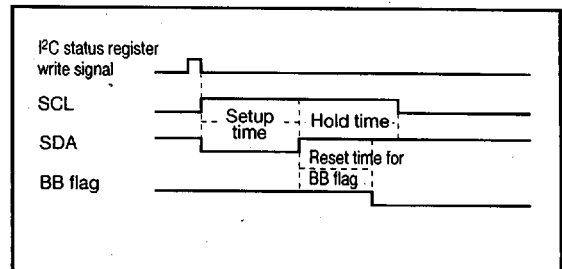 I²C status register
write signal
SCL
Setup
time
Hold time
SDA
Reset time for
BB flag
BB flag